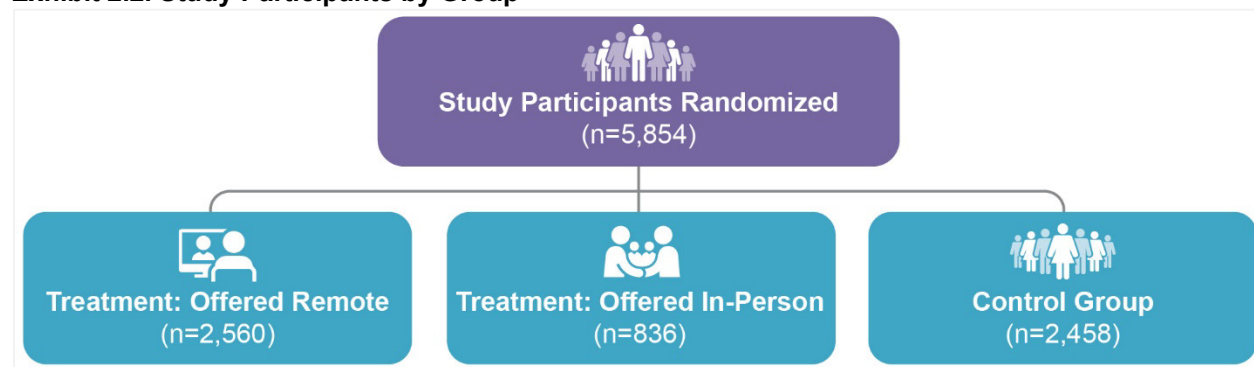 Study Participants Randomized
(n=5,854)
Treatment: Offered Remote
(n=2,560)
Treatment: Offered In-Person
(n=836)
Control Group
(n=2,458)